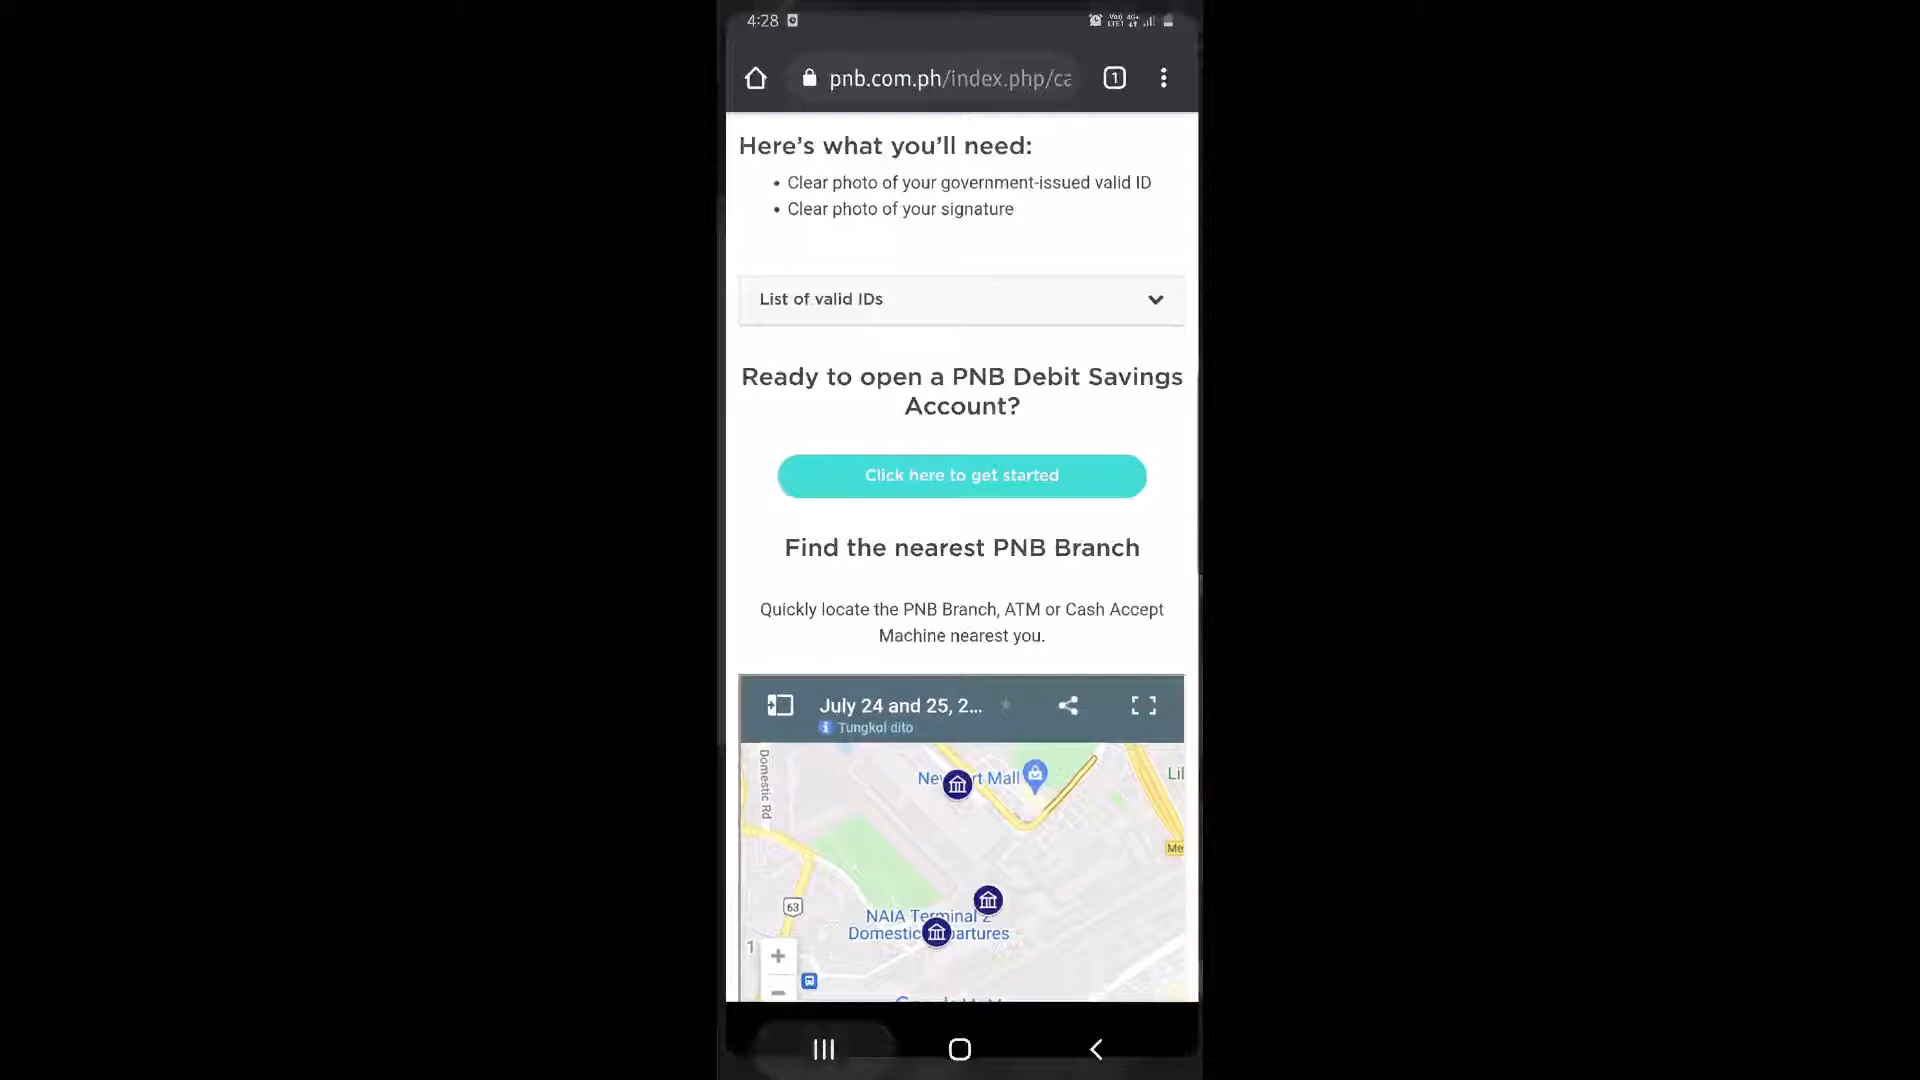 4:28
Vo) 4G+
LTE1
pnb.com.ph/index.php/ca
1
Here's what you'll need:
• Clear photo of your government-issued valid ID
• Clear photo of your signature
List of valid IDs
Ready to open a PNB Debit Savings
Account?
Click here to get started
Find the nearest PNB Branch
Quickly locate the PNB Branch, ATM or Cash Accept
Machine nearest you.
July 24 and 25, 2...
Tungkol dito
Domestic Rd
Mall
Lil
Me
63
NAIA Terminal 2
Domestic
1